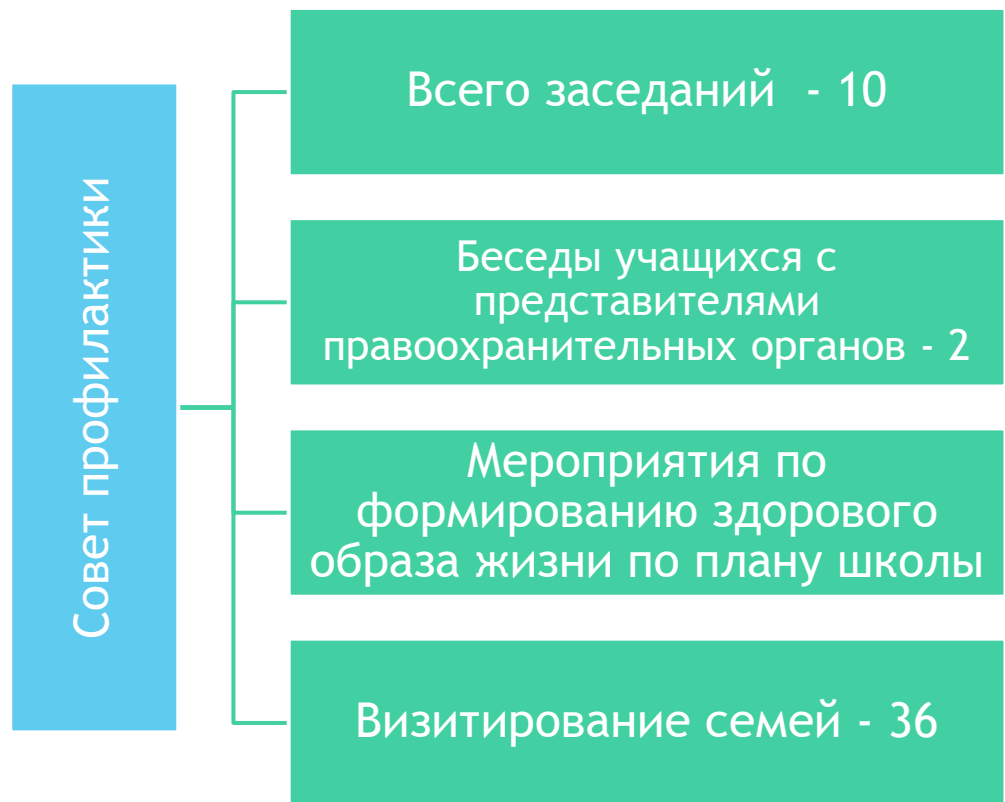 Совет профилактики
Всего заседаний - 10
Беседы учащихся с
представителями
правоохранительных органов - 2
Мероприятия по
формированию здорового
образа жизни по плану школы
Визитирование семей - 36